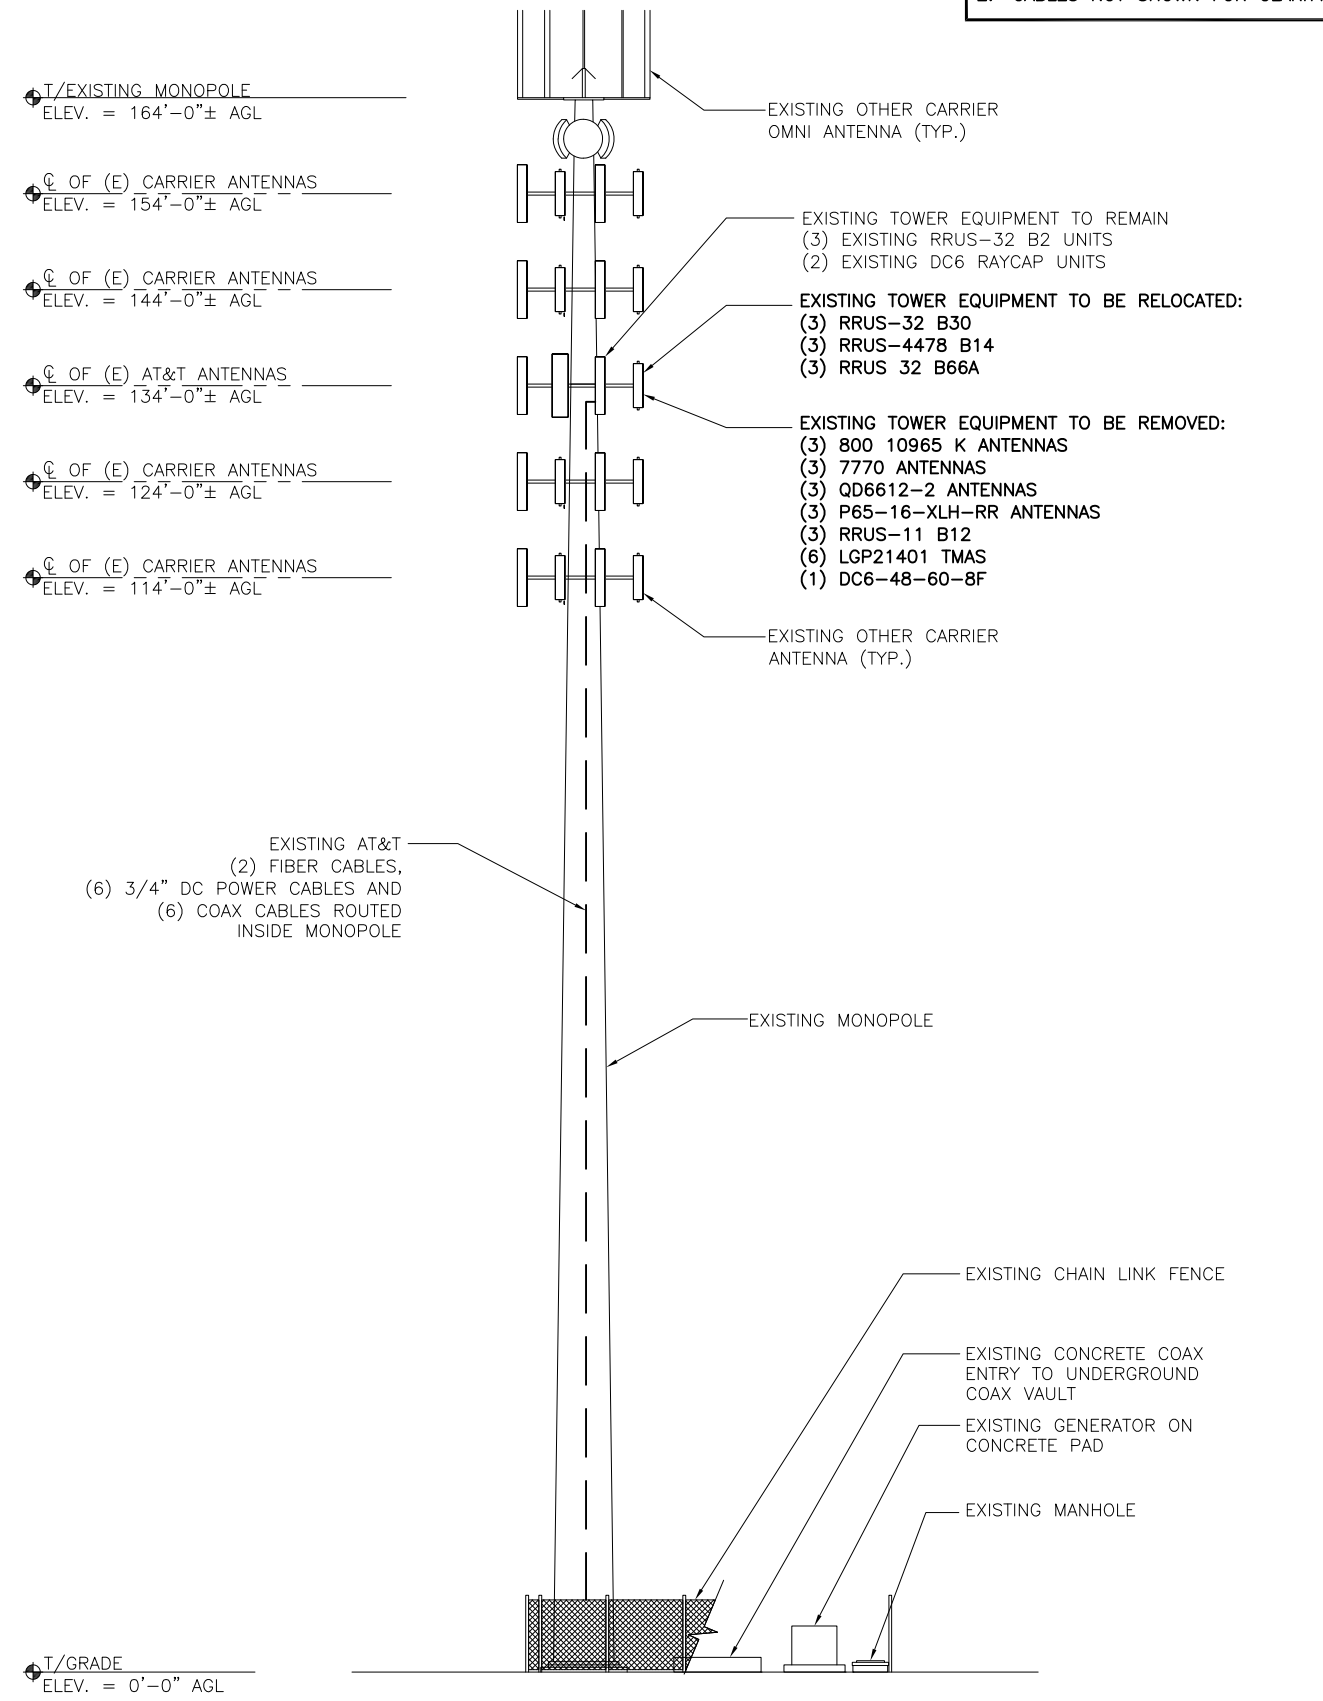 T/EXISTING MONOPOLE
ELEV. = 164'-0"± AGL
EXISTING OTHER CARRIER
OMNI ANTENNA (TYP.)
℄ OF (E) CARRIER ANTENNAS
ELEV. = 154'-0"± AGL
EXISTING TOWER EQUIPMENT TO REMAIN
(3) EXISTING RRUS-32 B2 UNITS
(2) EXISTING DC6 RAYCAP UNITS
℄ OF (E) CARRIER ANTENNAS
ELEV. = 144'-0"± AGL
EXISTING TOWER EQUIPMENT TO BE RELOCATED:
(3) RRUS-32 B30
(3) RRUS-4478 B14
(3) RRUS 32 B66A
℄ OF (E) AT&T ANTENNAS
ELEV. = 134'-0"± AGL
EXISTING TOWER EQUIPMENT TO BE REMOVED:
(3) 800 10965 K ANTENNAS
(3) 7770 ANTENNAS
(3) QD6612-2 ANTENNAS
(3) P65-16-XLH-RR ANTENNAS
(3) RRUS-11 B12
(6) LGP21401 TMAS
(1) DC6-48-60-8F
℄ OF (E) CARRIER ANTENNAS
ELEV. = 124'-0"± AGL
℄ OF (E) CARRIER ANTENNAS
ELEV. = 114'-0"± AGL
EXISTING OTHER CARRIER
ANTENNA (TYP.)
EXISTING AT&T
(2) FIBER CABLES,
(6) 3/4" DC POWER CABLES AND
(6) COAX CABLES ROUTED
INSIDE MONOPOLE
EXISTING MONOPOLE
EXISTING CHAIN LINK FENCE
EXISTING CONCRETE COAX
ENTRY TO UNDERGROUND
COAX VAULT
EXISTING GENERATOR ON
CONCRETE PAD
EXISTING MANHOLE
T/GRADE
ELEV. = 0'-0" AGL